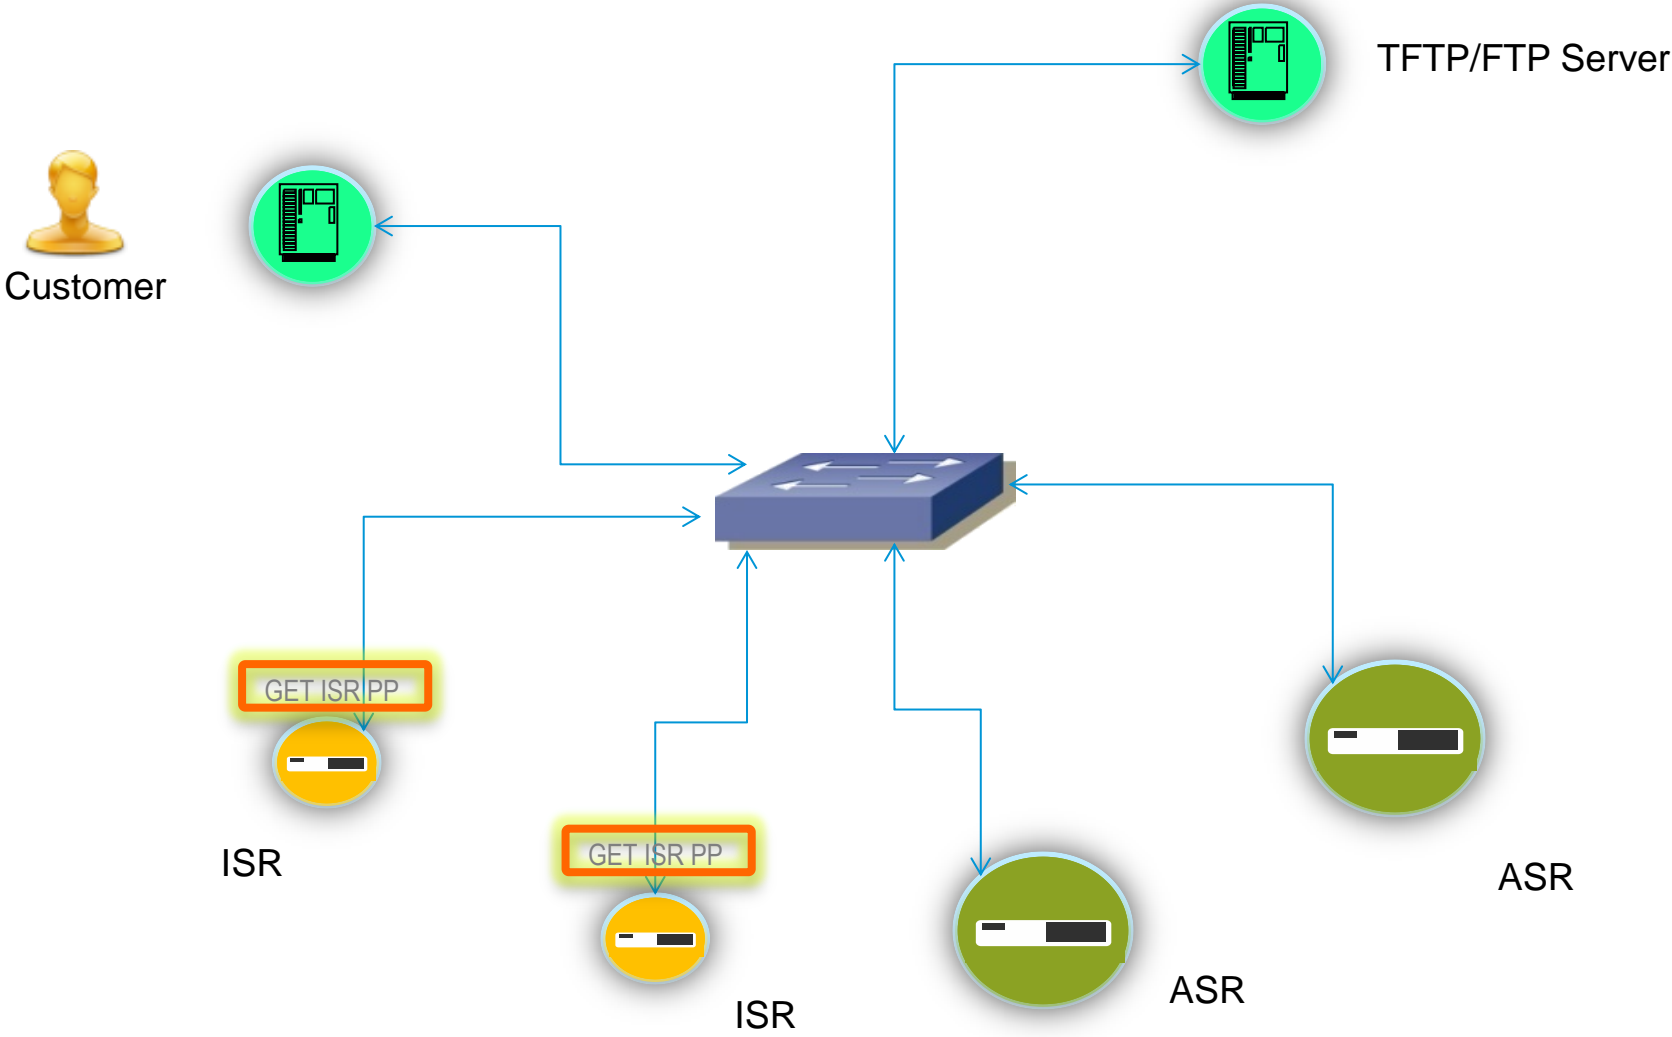 TFTP/FTP Server
Customer
GET ISR PP
ISR
GET ISR PP
ISR
ASR
ASR